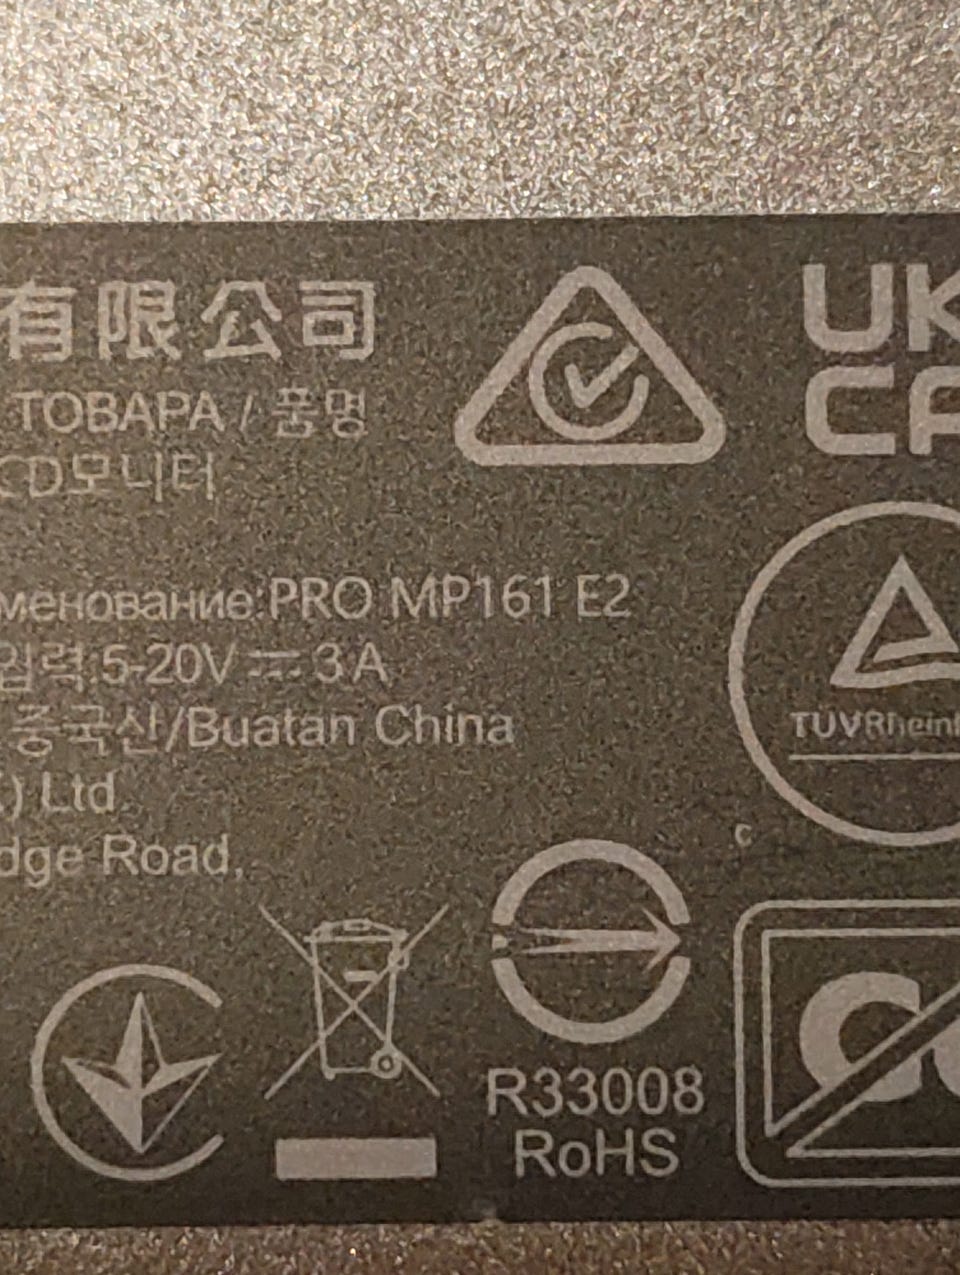 有限公司
ТОВАРА / 품명
CD모니터
менование:PRO MP161 E2
입력:5-20V ⎓ 3A
중국산/Buatan China
) Ltd
dge Road,
UK
CA
TÜVRheinl
c
R33008
RoHS